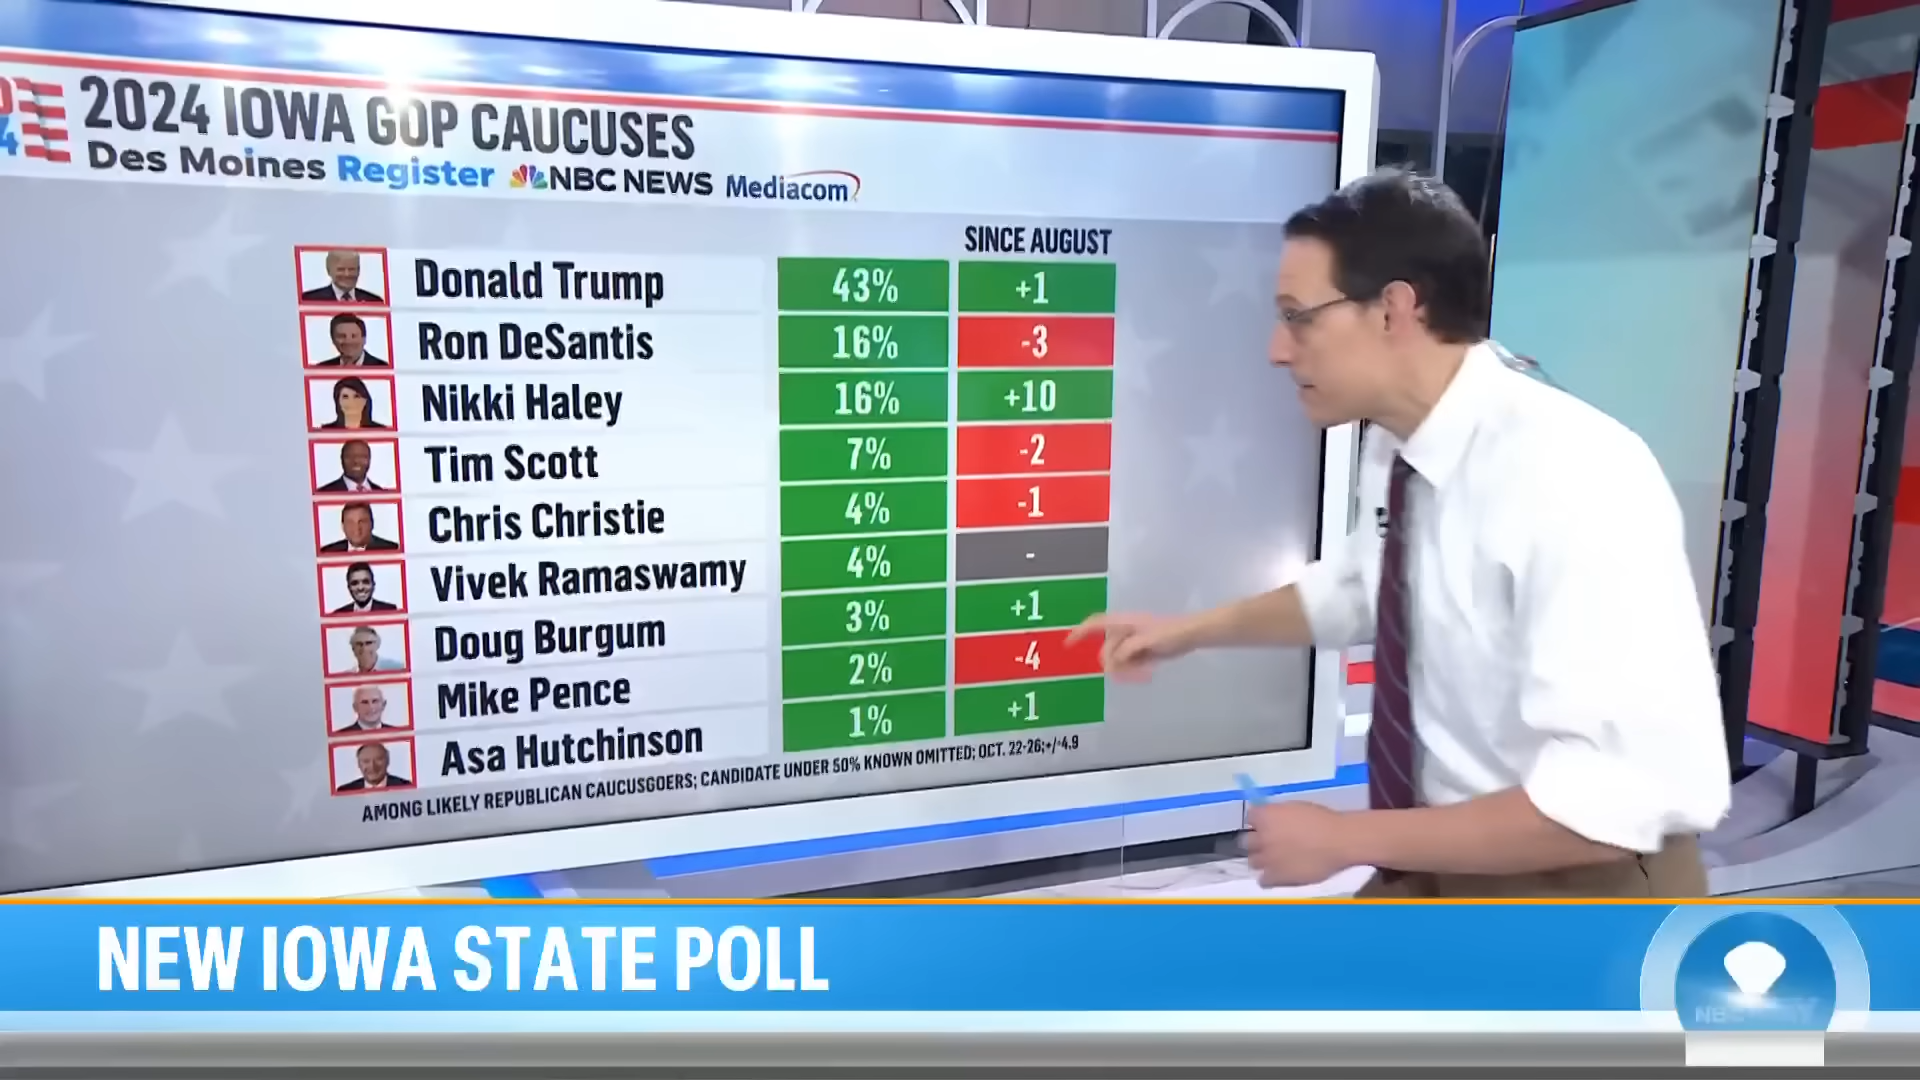 2024 IOWA GOP CAUCUSES
Des Moines Register NBC NEWS Mediacom
SINCE AUGUST
Donald Trump 43% +1
Ron DeSantis 16% -3
Nikki Haley 16% +10
Tim Scott 7% -2
Chris Christie 4% -1
Vivek Ramaswamy 4% -
Doug Burgum 3% +1
Mike Pence 2% -4
Asa Hutchinson 1% +1
AMONG LIKELY REPUBLICAN CAUCUSGOERS; CANDIDATE UNDER 50% KNOWN OMITTED; OCT. 22-26;+/-4.9
NEW IOWA STATE POLL